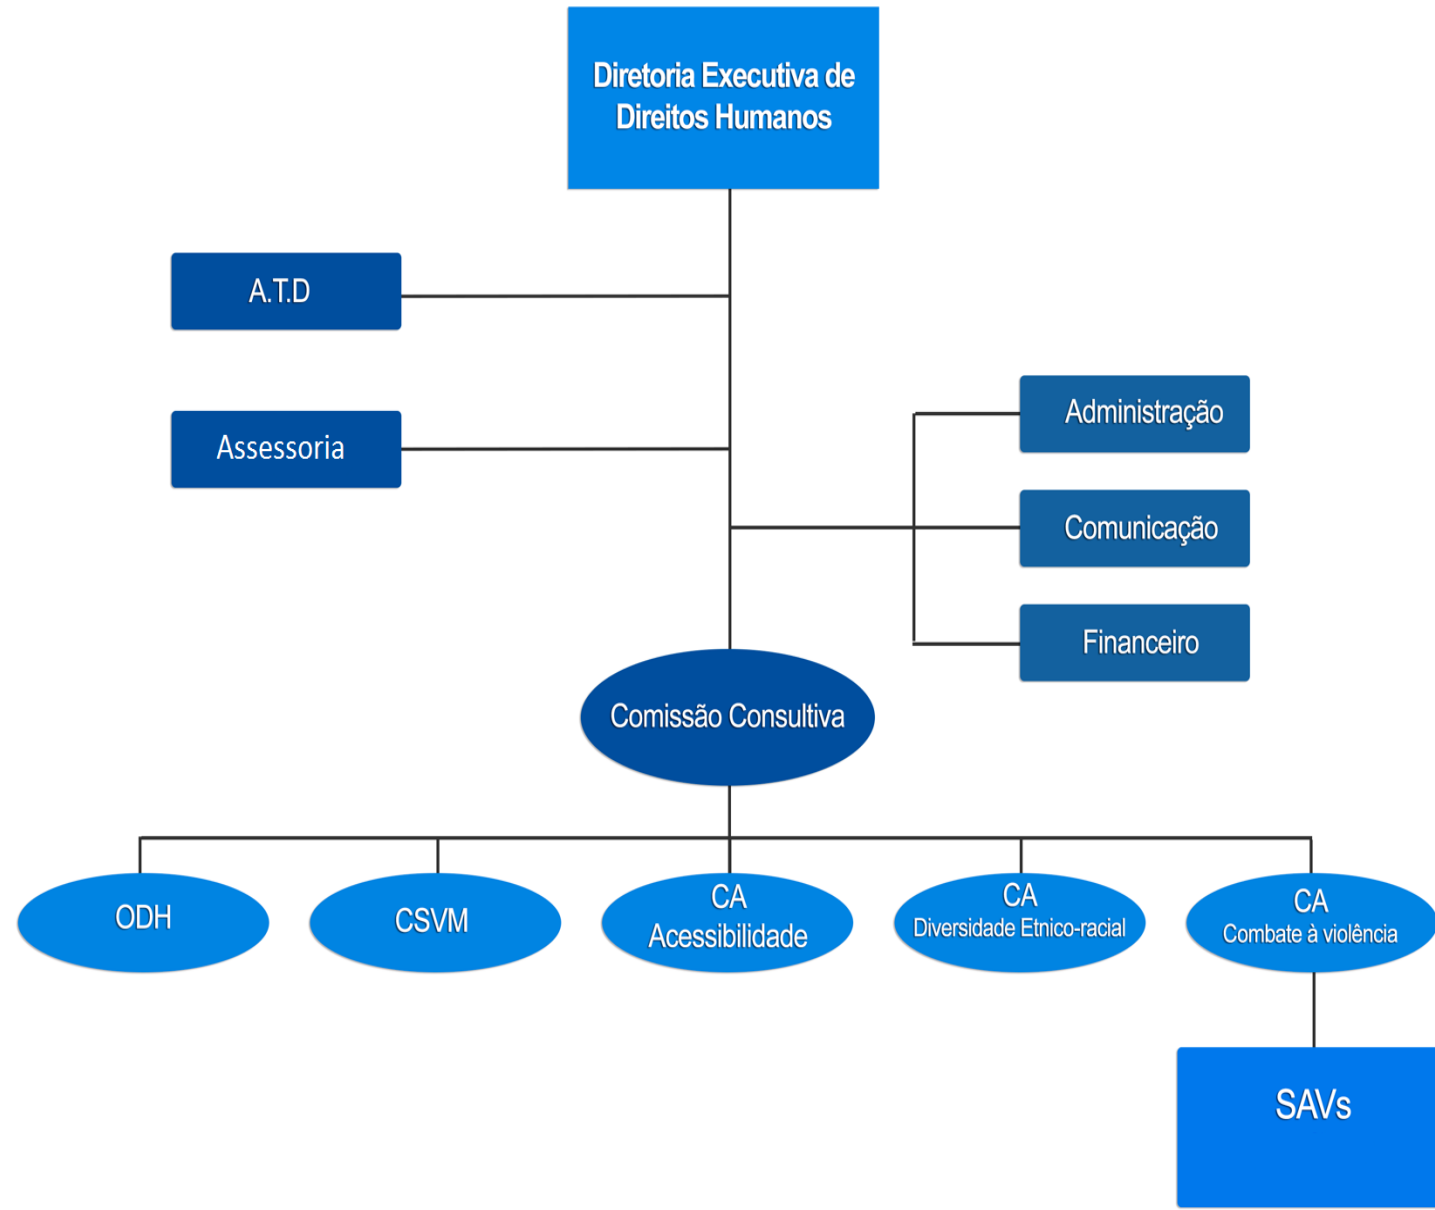 Diretoria Executiva de
Direitos Humanos
A.T.D
Assessoria
Administração
Comunicação
Financeiro
Comissão Consultiva
ODH
CSVM
CA
Acessibilidade
CA
Diversidade Etnico-racial
CA
Combate à violência
SAVs